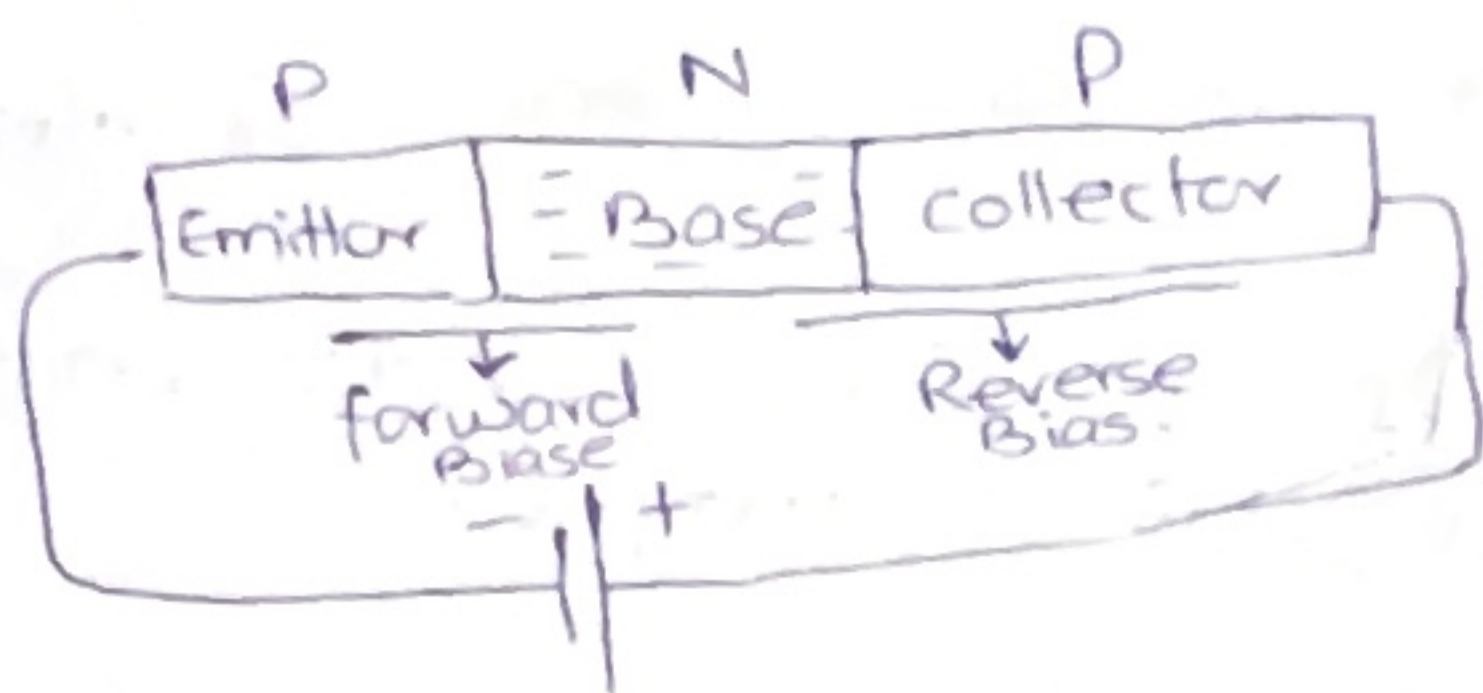 P N P
Emittor Base Collector
forward
Biase
Reverse
Bias.
- +